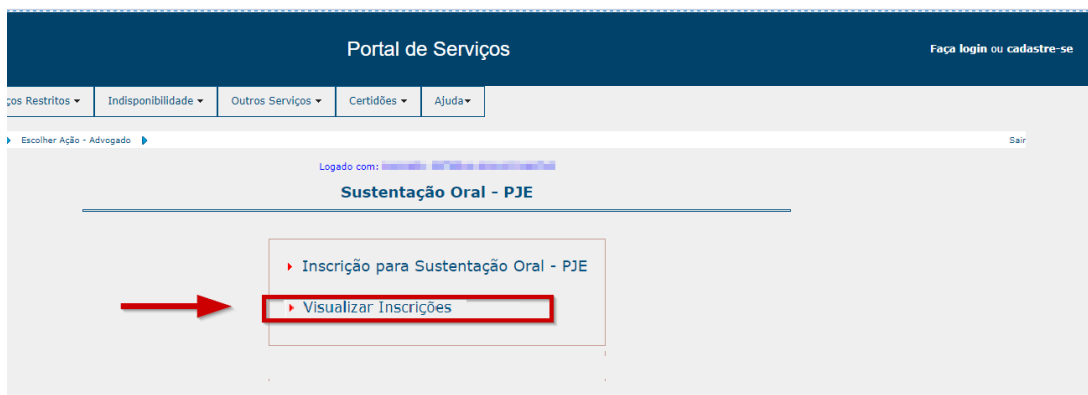 Portal de Serviços
Faça login ou cadastre-se
ços Restritos Indisponibilidade Outros Serviços Certidões Ajuda
Escolher Ação - Advogado Sair
Logado com:
Sustentação Oral - PJE
Inscrição para Sustentação Oral - PJE
Visualizar Inscrições